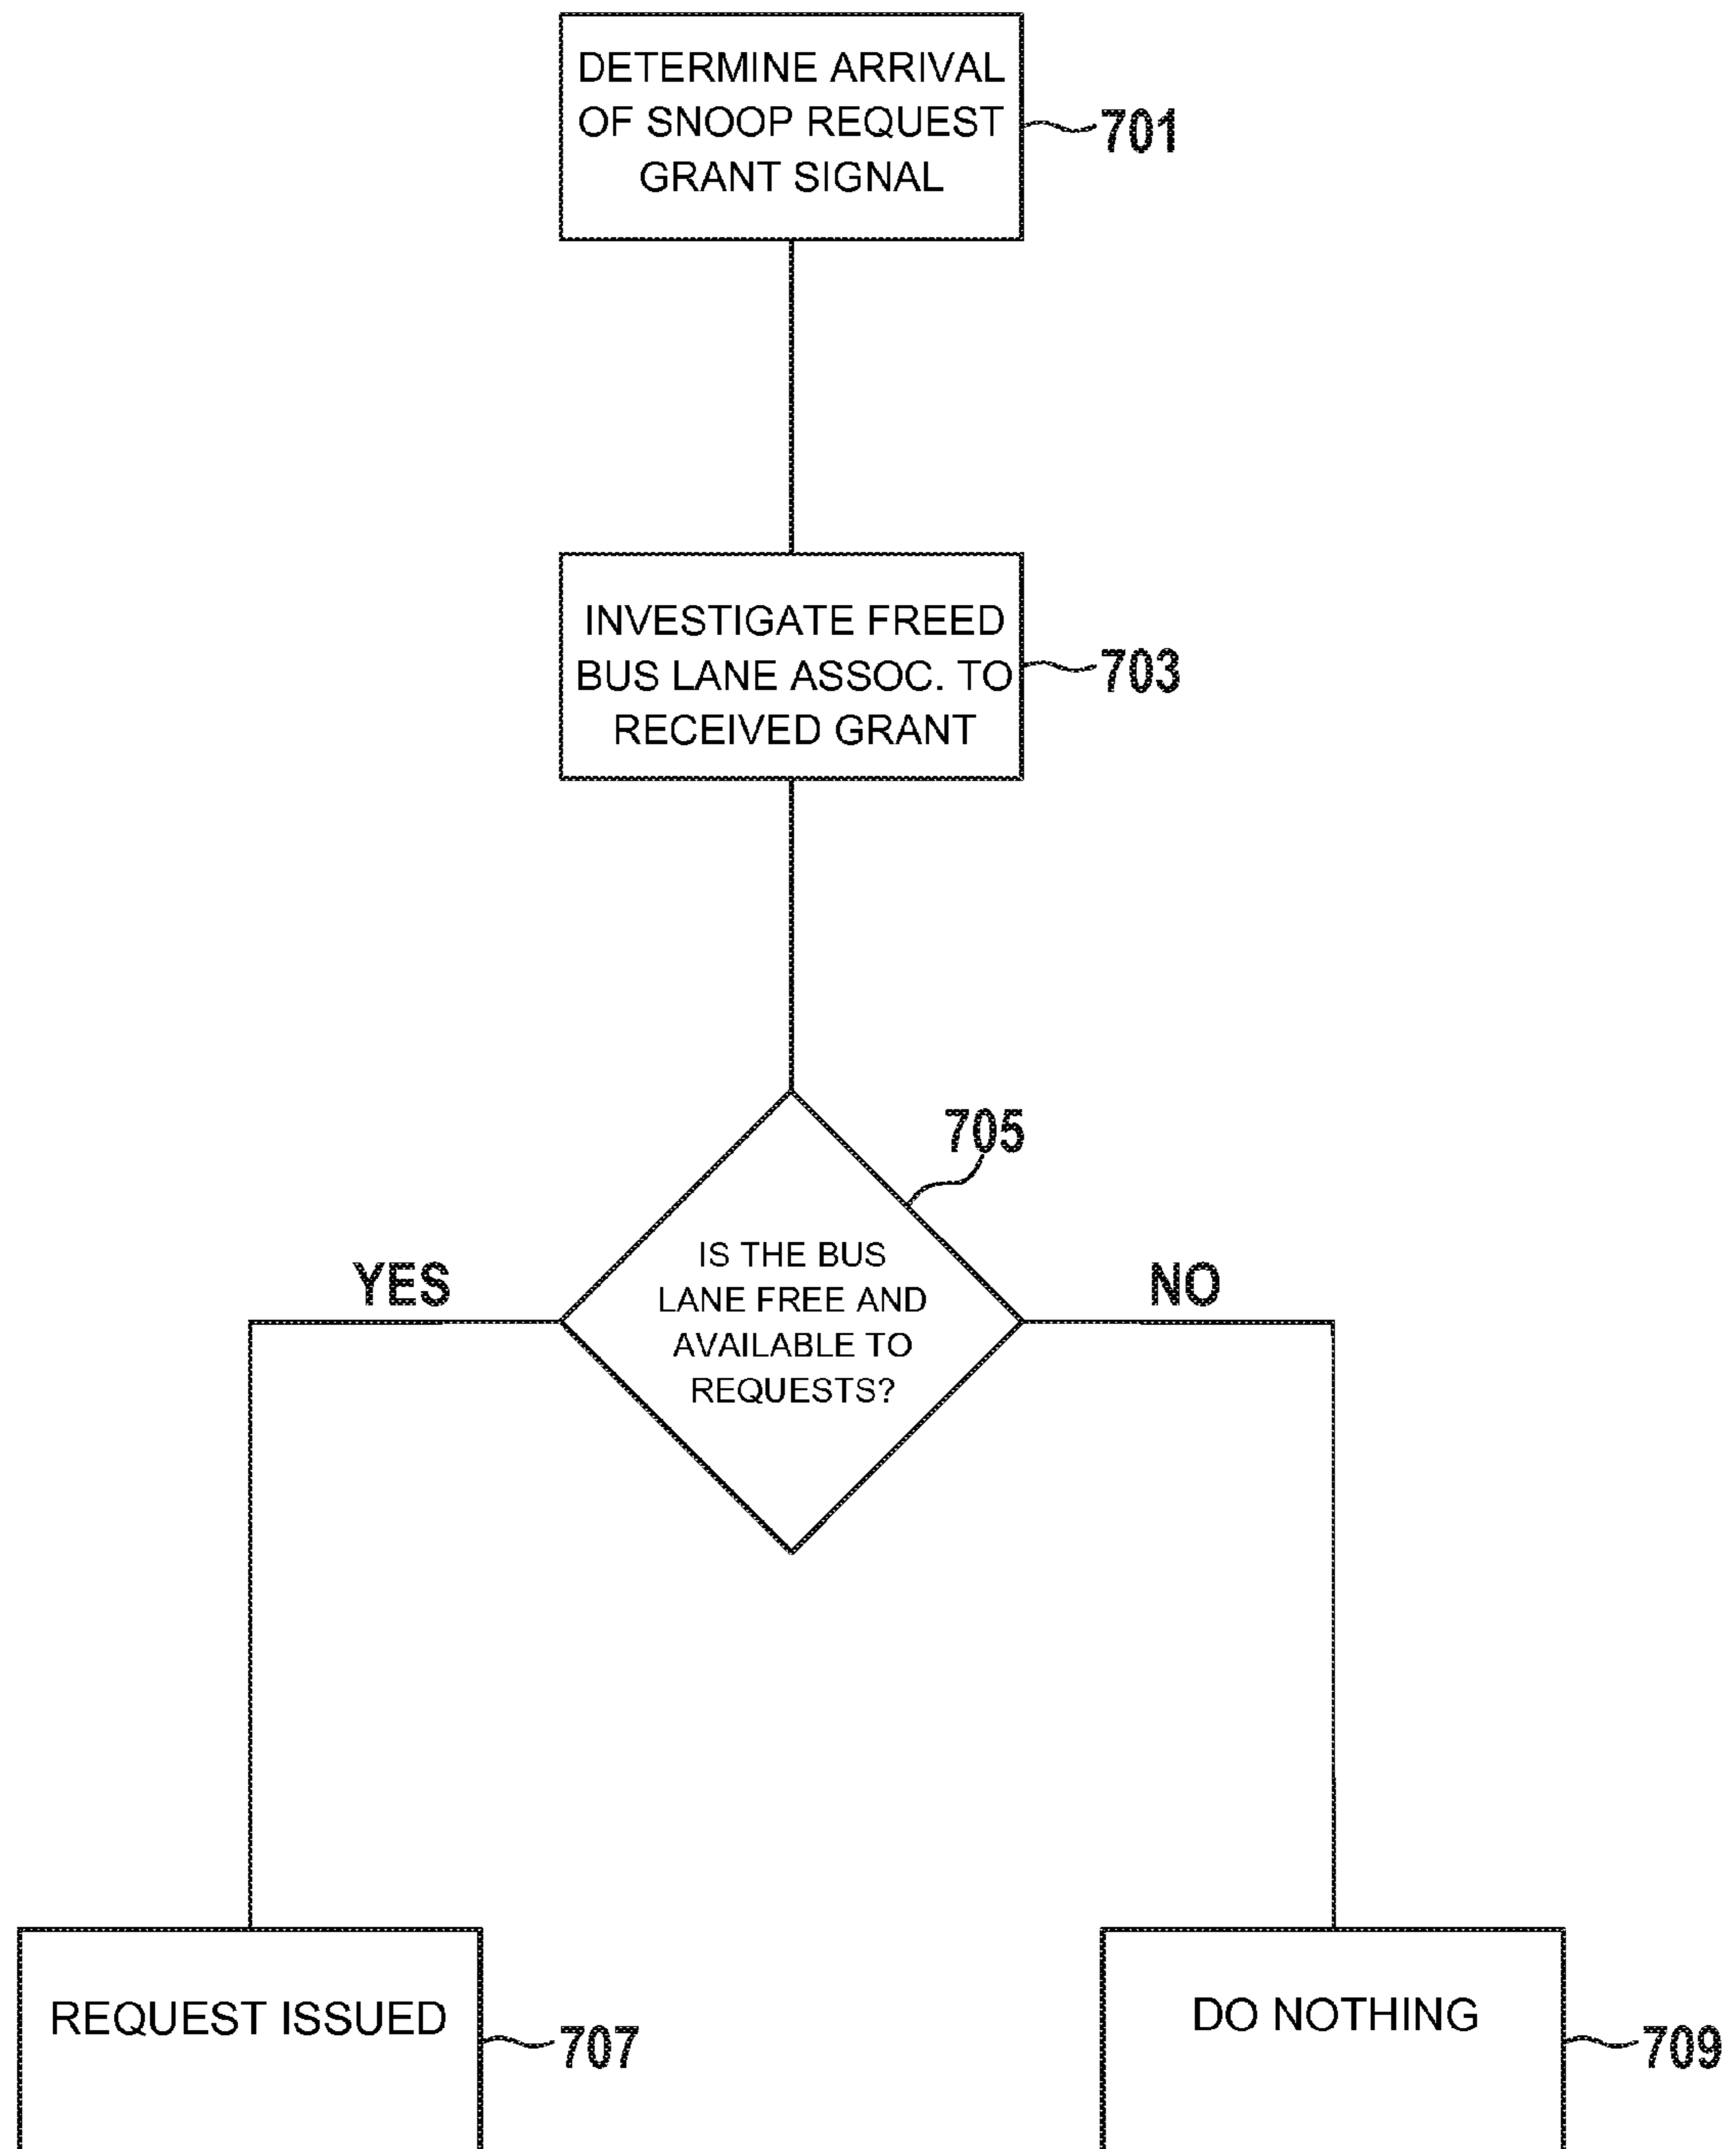 DETERMINE ARRIVAL
OF SNOOP REQUEST
GRANT SIGNAL
701
INVESTIGATE FREED
BUS LANE ASSOC. TO
RECEIVED GRANT
703
705
IS THE BUS
LANE FREE AND
AVAILABLE TO
REQUESTS?
YES
NO
REQUEST ISSUED
707
DO NOTHING
709